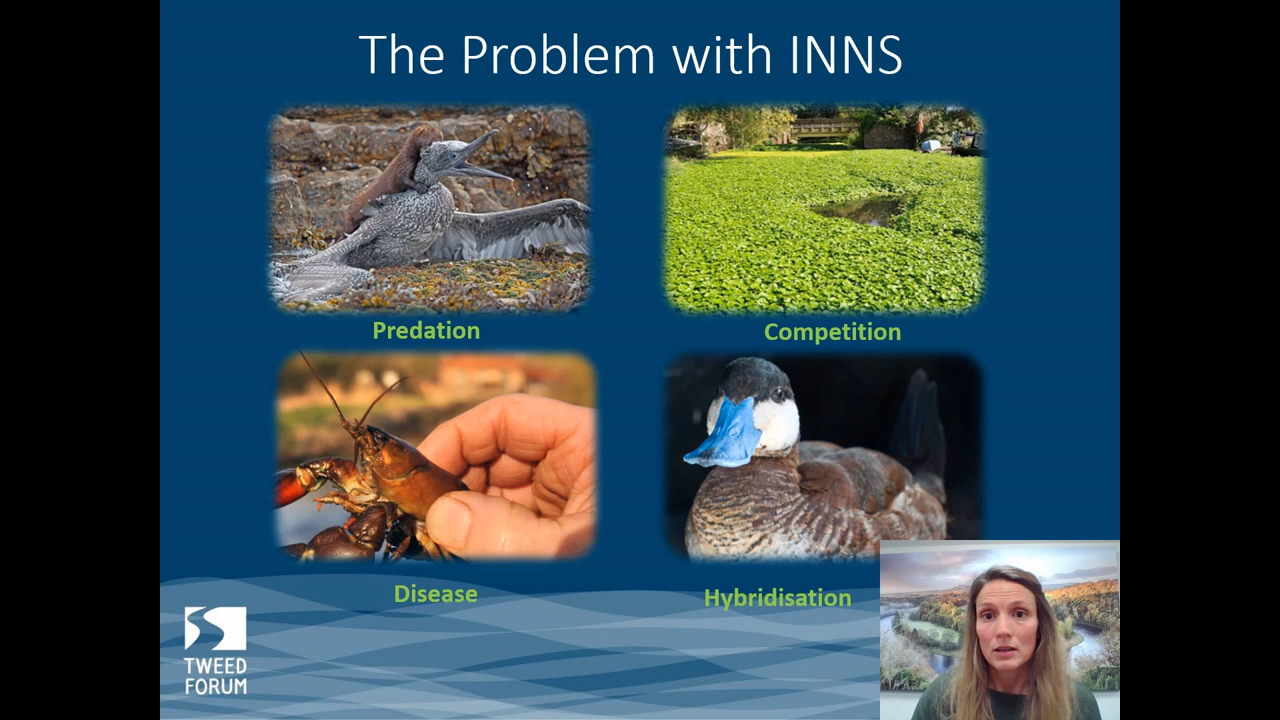 The Problem with INNS
Predation
Competition
Disease
Hybridisation
TWEED
FORUM